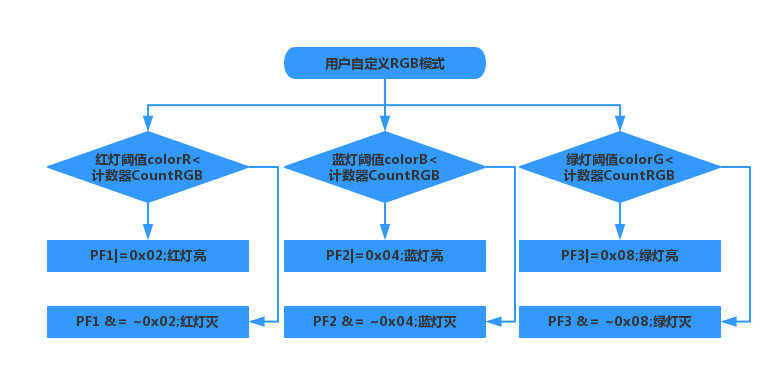 用户自定义RGB模式
红灯阈值colorR<
计数器CountRGB
蓝灯阈值colorB<
计数器CountRGB
绿灯阈值colorG<
计数器CountRGB
PF1|=0x02;红灯亮
PF2|=0x04;蓝灯亮
PF3|=0x08;绿灯亮
PF1 &= ~0x02;红灯灭
PF2 &= ~0x04;蓝灯灭
PF3 &= ~0x08;绿灯灭